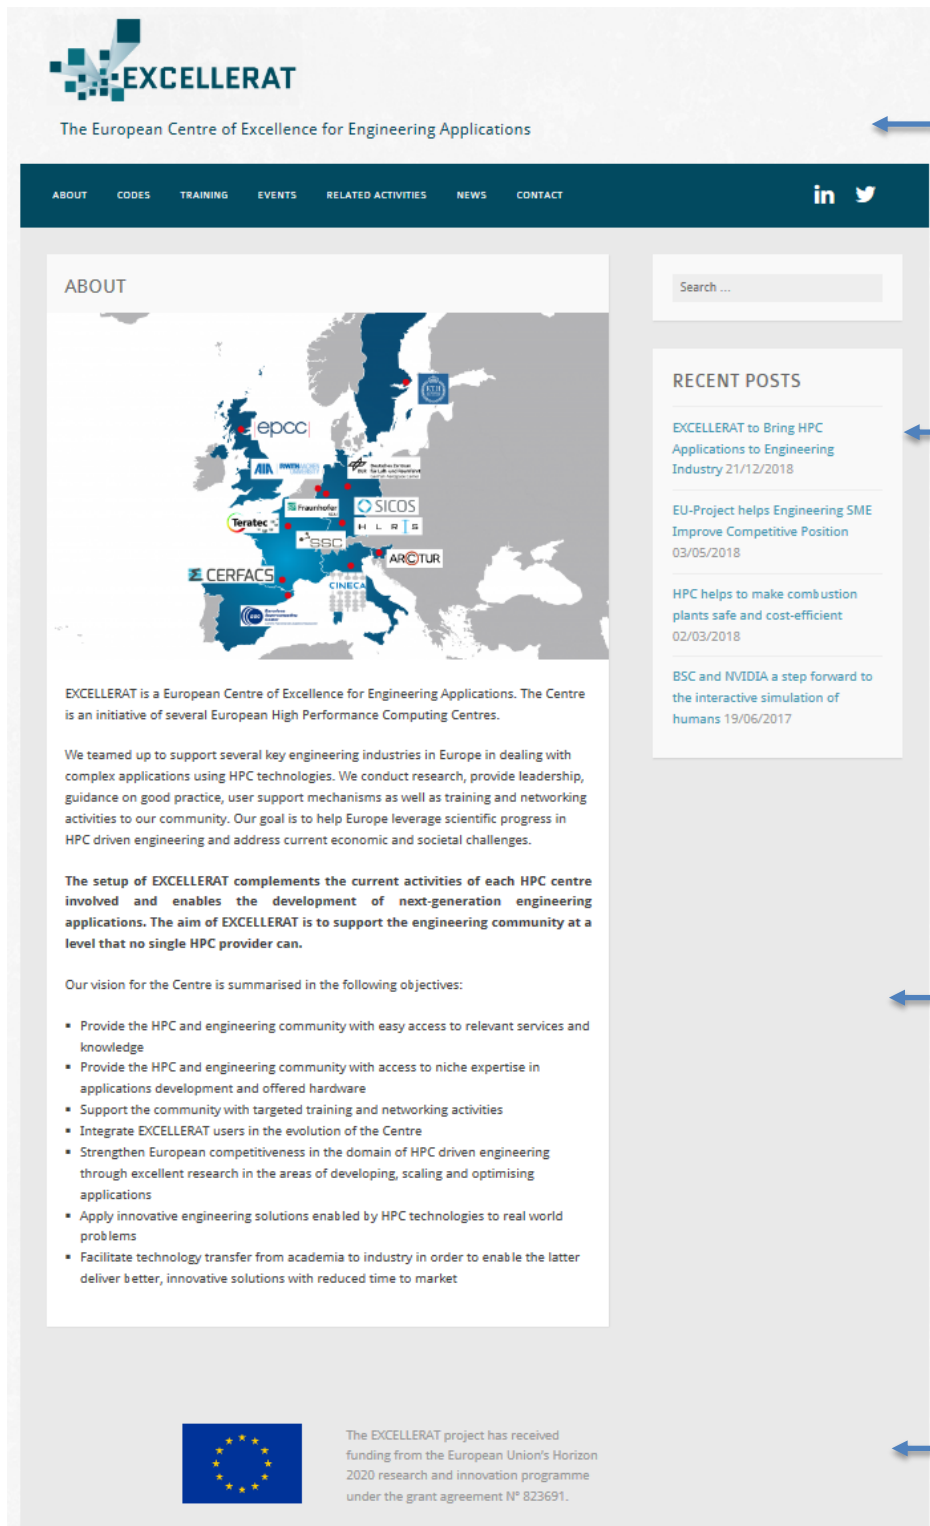 EXCELLERAT
The European Centre of Excellence for Engineering Applications
ABOUT CODES TRAINING EVENTS RELATED ACTIVITIES NEWS CONTACT
in
ABOUT
KTH
epcc
AIA RWTH
DLR
Fraunhofer
SICOS
Teratec
H L R I S
SSC
ARCTUR
CERFACS
CINECA
BSC
EXCELLERAT is a European Centre of Excellence for Engineering Applications. The Centre
is an initiative of several European High Performance Computing Centres.
We teamed up to support several key engineering industries in Europe in dealing with
complex applications using HPC technologies. We conduct research, provide leadership,
guidance on good practice, user support mechanisms as well as training and networking
activities to our community. Our goal is to help Europe leverage scientific progress in
HPC driven engineering and address current economic and societal challenges.
The setup of EXCELLERAT complements the current activities of each HPC centre
involved and enables the development of next-generation engineering
applications. The aim of EXCELLERAT is to support the engineering community at a
level that no single HPC provider can.
Our vision for the Centre is summarised in the following objectives:
▪ Provide the HPC and engineering community with easy access to relevant services and
knowledge
▪ Provide the HPC and engineering community with access to niche expertise in
applications development and offered hardware
▪ Support the community with targeted training and networking activities
▪ Integrate EXCELLERAT users in the evolution of the Centre
▪ Strengthen European competitiveness in the domain of HPC driven engineering
through excellent research in the areas of developing, scaling and optimising
applications
▪ Apply innovative engineering solutions enabled by HPC technologies to real world
problems
▪ Facilitate technology transfer from academia to industry in order to enable the latter
deliver better, innovative solutions with reduced time to market
Search ...
RECENT POSTS
EXCELLERAT to Bring HPC
Applications to Engineering
Industry 21/12/2018
EU-Project helps Engineering SME
Improve Competitive Position
03/05/2018
HPC helps to make combustion
plants safe and cost-efficient
02/03/2018
BSC and NVIDIA a step forward to
the interactive simulation of
humans 19/06/2017
The EXCELLERAT project has received
funding from the European Union's Horizon
2020 research and innovation programme
under the grant agreement N° 823691.